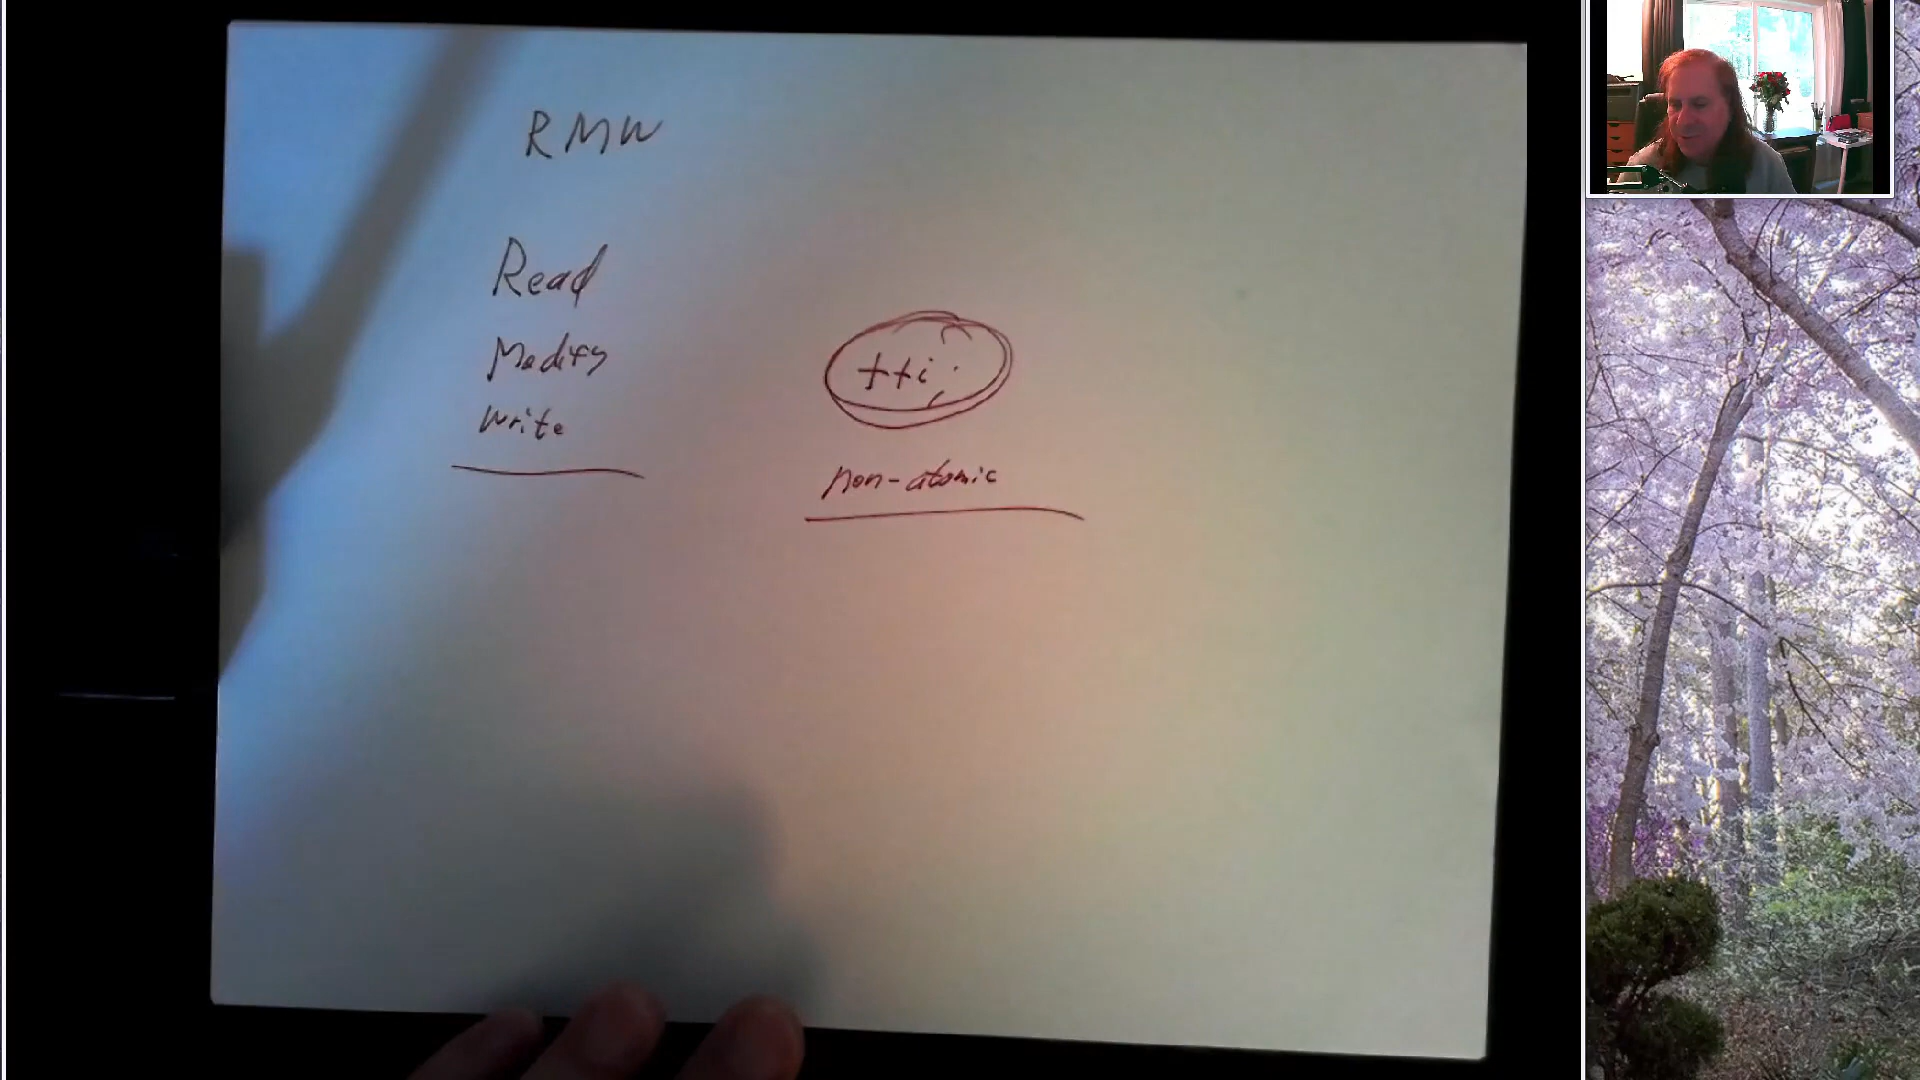 RMW
Read
Modify
Write
++i;
non-atomic